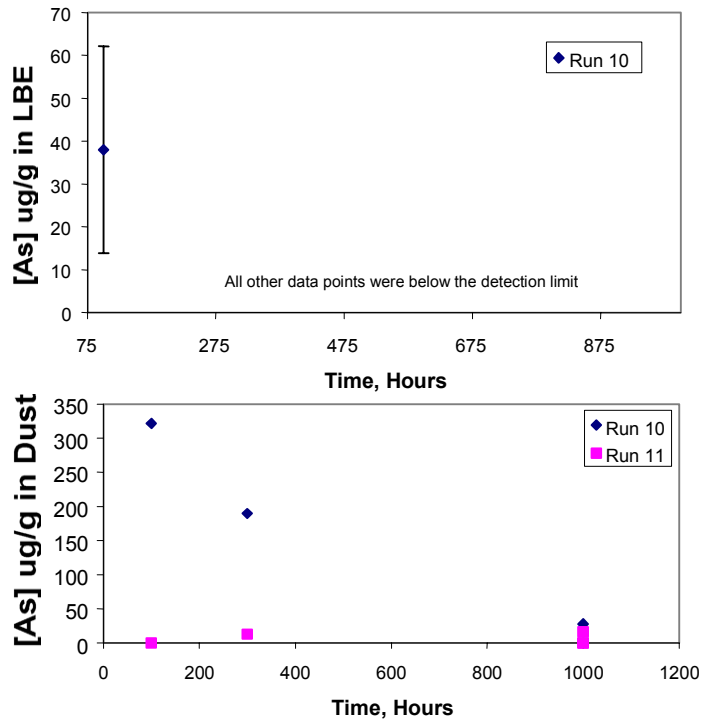 70
60
50
40
30
20
10
0
[As] ug/g in LBE
Run 10
All other data points were below the detection limit
75 275 475 675 875
Time, Hours
350
300
250
200
150
100
50
0
[As] ug/g in Dust
Run 10
Run 11
0 200 400 600 800 1000 1200
Time, Hours